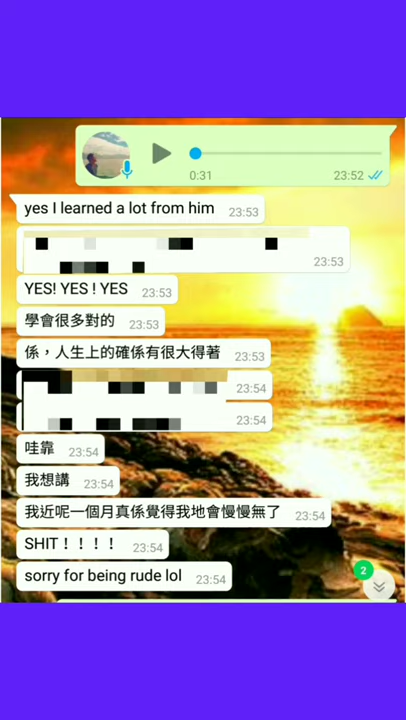 0:31 23:52
yes I learned a lot from him 23:53
23:53
YES! YES ! YES 23:53
學會很多對的 23:53
係，人生上的確係有很大得著 23:53
23:54
23:54
哇靠 23:54
我想講 23:54
我近呢一個月真係覺得我地會慢慢無了 23:54
SHIT！！！！ 23:54
sorry for being rude lol 23:54
2